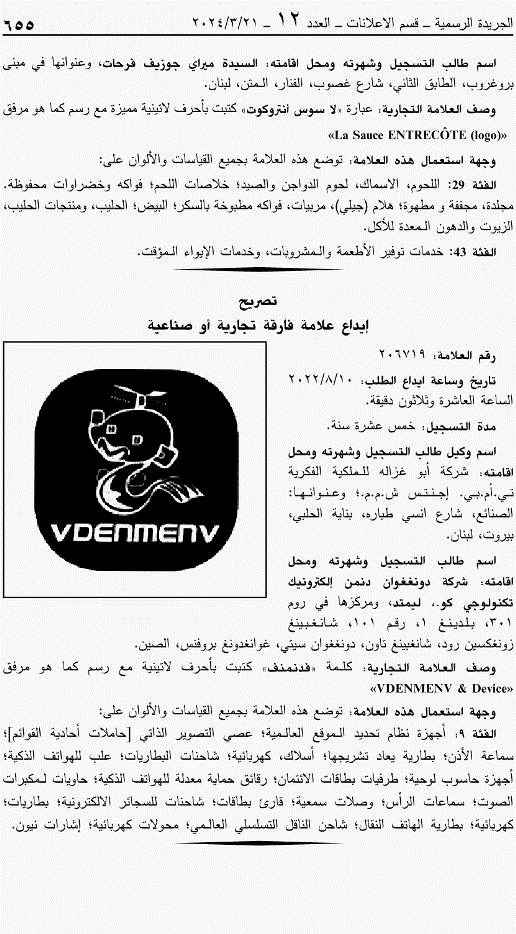 الجريدة الرسمية ـ قسم الاعلانات ـ العدد ١٢ ـ ٢٠٢٤/٣/٢١
٦٥٥
اسم طالب التسجيل وشهرته ومحل اقامته: السيدة ميراي جوزيف فرحات، وعنوانها في مبنى
بروغروب، الطابق الثاني، شارع غصوب، الفنار، المتن، لبنان.
وصف العلامة التجارية: عبارة «لا سوس أنتروكوت» كتبت بأحرف لاتينية مميزة مع رسم كما هو مرفق
«La Sauce ENTRECÔTE (logo)»
وجهة استعمال هذه العلامة: توضع هذه العلامة بجميع القياسات والألوان على:
الفئة 29: اللحوم، الاسماك، لحوم الدواجن والصيد؛ خلاصات اللحم؛ فواكه وخضراوات محفوظة.
مجلدة، مجففة و مطهوة؛ هلام (جيلي)، مربيات، فواكه مطبوخة بالسكر؛ البيض؛ الحليب، ومنتجات الحليب،
الزيوت والدهون المعدة للأكل.
الفئة 43: خدمات توفير الأطعمة والمشروبات، وخدمات الإيواء المؤقت.
تصريح
إيداع علامة فارقة تجارية أو صناعية
رقم العلامة: ٢٠٦٧١٩
تاريخ وساعة ايداع الطلب: ٢٠٢٢/٨/١٠
الساعة العاشرة وثلاثون دقيقة.
مدة التسجيل: خمس عشرة سنة.
اسم وكيل طالب التسجيل وشهرته ومحل
اقامته: شركة أبو غزاله للملكية الفكرية
تي.أم.بي. إجنتس ش.م.م.؛ وعنوانها:
الصنائع، شارع انسي طباره، بناية الحلبي،
بيروت، لبنان.
VDENMENV
اسم طالب التسجيل وشهرته ومحل
اقامته: شركة دونغغوان دنمن إلكترونيك
تكنولوجي كو.. ليمتد، ومركزها في روم
٣٠١، بلدينغ ١، رقم ١٠١، شانغبينغ
زونغكسين رود، شانغبينغ تاون، دونغغوان سيتي، غوانغدونغ بروفنس، الصين.
وصف العلامة التجارية: كلمة «فدنمنف» كتبت بأحرف لاتينية مع رسم كما هو مرفق
«VDENMENV & Device»
وجهة استعمال هذه العلامة: توضع هذه العلامة بجميع القياسات والألوان على:
الفئة ٩: أجهزة نظام تحديد الموقع العالمية؛ عصي التصوير الذاتي [حاملات أحادية القوائم]؛
سماعة الأذن؛ بطارية يعاد تشريجها؛ أسلاك، كهربائية؛ شاحنات البطاريات؛ علب للهواتف الذكية؛
أجهزة حاسوب لوحية؛ طرفيات بطاقات الائتمان؛ رقائق حماية معدلة للهواتف الذكية؛ حاويات لمكبرات
الصوت؛ سماعات الرأس؛ وصلات سمعية؛ قارئ بطاقات؛ شاحنات للسجائر الالكترونية؛ بطاريات؛
كهربائية؛ بطارية الهاتف النقال؛ شاحن الناقل التسلسلي العالمي؛ محولات كهربائية؛ إشارات نيون.